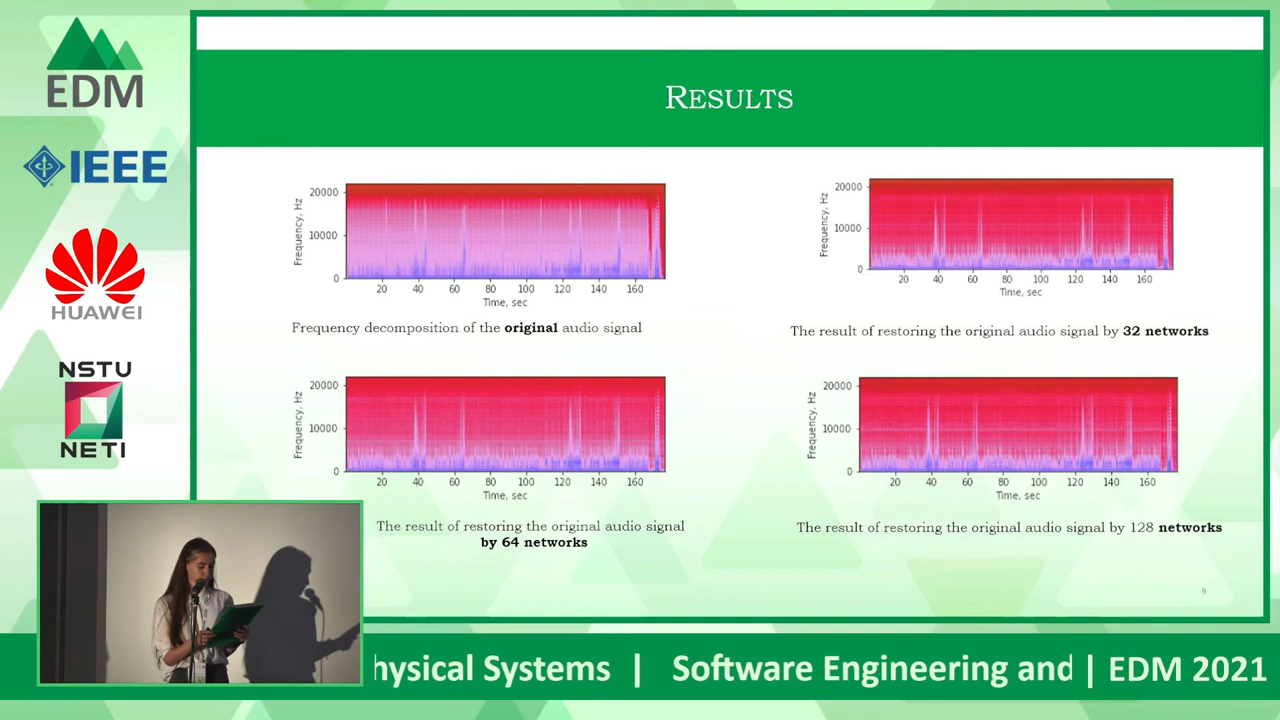 EDM
IEEE
HUAWEI
NSTU
NETI
RESULTS
20000
10000
0
Frequency, Hz
20 40 60 80 100 120 140 160
Time, sec
Frequency decomposition of the original audio signal
20000
10000
0
Frequency, Hz
20 40 60 80 100 120 140 160
Time, sec
The result of restoring the original audio signal by 32 networks
20000
10000
0
Frequency, Hz
20 40 60 80 100 120 140 160
Time, sec
The result of restoring the original audio signal
by 64 networks
20000
10000
0
Frequency, Hz
20 40 60 80 100 120 140 160
Time, sec
The result of restoring the original audio signal by 128 networks
9
hysical Systems | Software Engineering and | EDM 2021